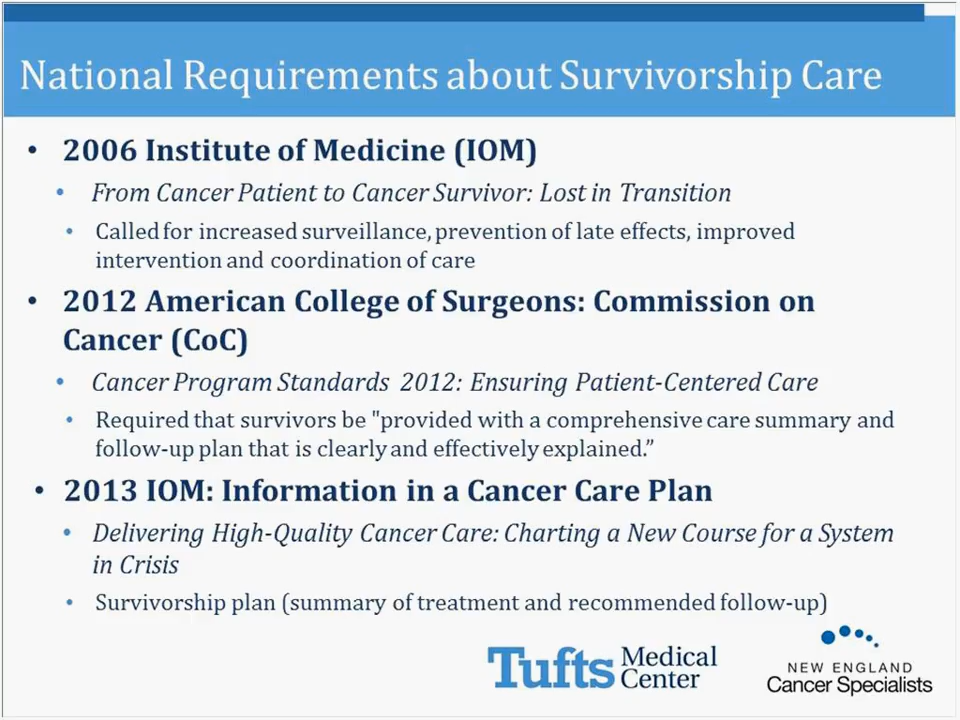 National Requirements about Survivorship Care
• 2006 Institute of Medicine (IOM)
• From Cancer Patient to Cancer Survivor: Lost in Transition
• Called for increased surveillance, prevention of late effects, improved
intervention and coordination of care
• 2012 American College of Surgeons: Commission on
Cancer (CoC)
• Cancer Program Standards 2012: Ensuring Patient-Centered Care
• Required that survivors be "provided with a comprehensive care summary and
follow-up plan that is clearly and effectively explained.”
• 2013 IOM: Information in a Cancer Care Plan
• Delivering High-Quality Cancer Care: Charting a New Course for a System
in Crisis
• Survivorship plan (summary of treatment and recommended follow-up)
Tufts Medical
Center
NEW ENGLAND
Cancer Specialists